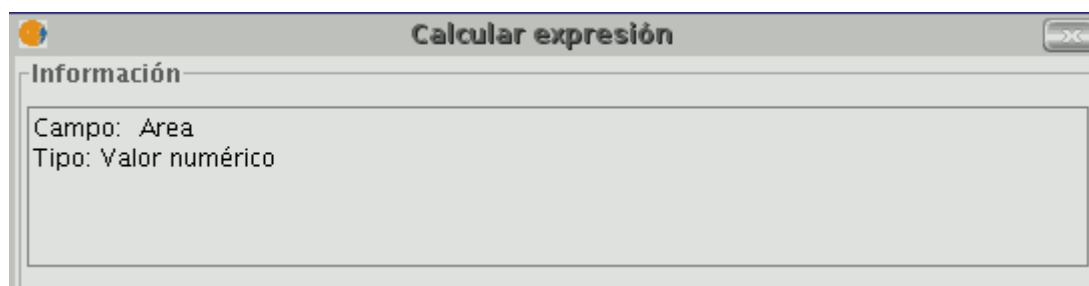 Calcular expresión
Información
Campo: Area
Tipo: Valor numérico